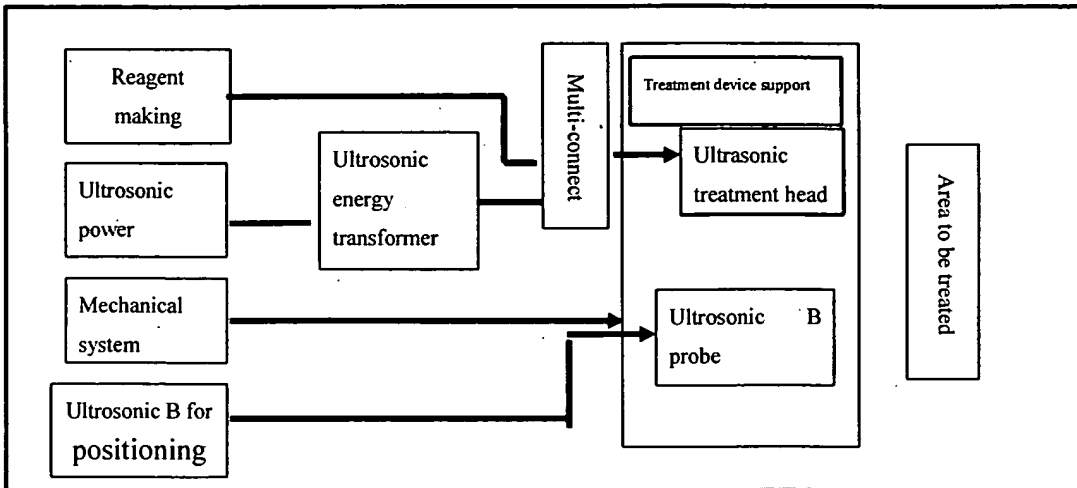 Reagent
making
Ultrosonic
power
Mechanical
system
Ultrosonic B for
positioning
Ultrosonic
energy
transformer
Multi-connect
Treatment device support
Ultrasonic
treatment head
Ultrosonic B
probe
Area to be treated